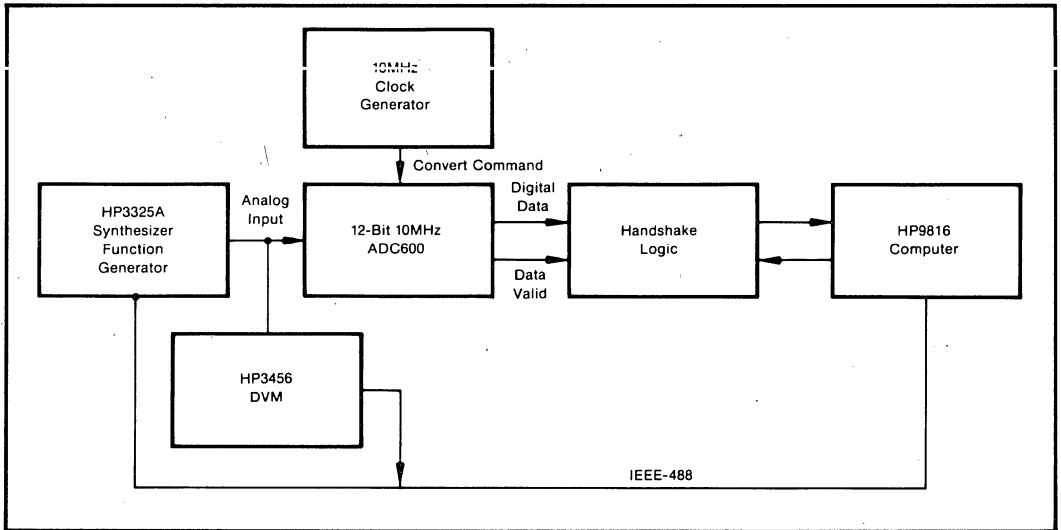 10MHz
Clock
Generator
Convert Command
HP3325A
Synthesizer
Function
Generator
Analog
Input
12-Bit 10MHz
ADC600
Digital
Data
Data
Valid
Handshake
Logic
HP9816
Computer
HP3456
DVM
IEEE-488